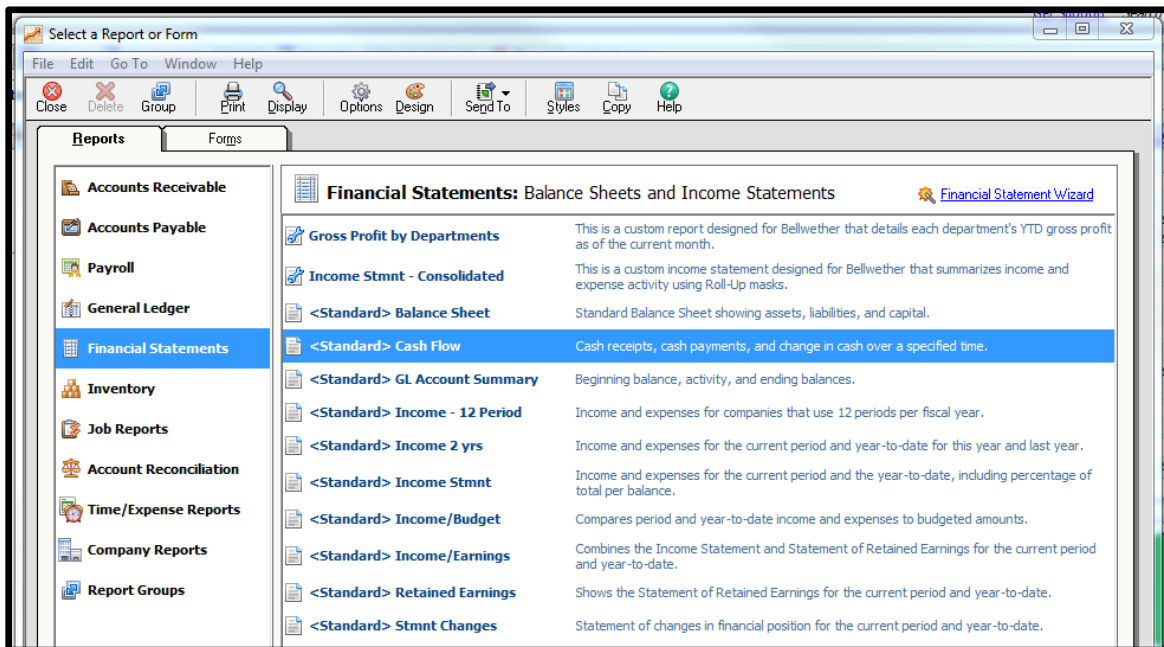 Select a Report or Form
File Edit Go To Window Help
Close Delete Group Print Display Options Design Send To Styles Copy Help
Reports Forms
Accounts Receivable
Accounts Payable
Payroll
General Ledger
Financial Statements
Inventory
Job Reports
Account Reconciliation
Time/Expense Reports
Company Reports
Report Groups
Financial Statements: Balance Sheets and Income Statements
Financial Statement Wizard
Gross Profit by Departments
This is a custom report designed for Bellwether that details each department's YTD gross profit
as of the current month.
Income Stmnt - Consolidated
This is a custom income statement designed for Bellwether that summarizes income and
expense activity using Roll-Up masks.
<Standard> Balance Sheet
Standard Balance Sheet showing assets, liabilities, and capital.
<Standard> Cash Flow
Cash receipts, cash payments, and change in cash over a specified time.
<Standard> GL Account Summary
Beginning balance, activity, and ending balances.
<Standard> Income - 12 Period
Income and expenses for companies that use 12 periods per fiscal year.
<Standard> Income 2 yrs
Income and expenses for the current period and year-to-date for this year and last year.
<Standard> Income Stmnt
Income and expenses for the current period and the year-to-date, including percentage of
total per balance.
<Standard> Income/Budget
Compares period and year-to-date income and expenses to budgeted amounts.
<Standard> Income/Earnings
Combines the Income Statement and Statement of Retained Earnings for the current period
and year-to-date.
<Standard> Retained Earnings
Shows the Statement of Retained Earnings for the current period and year-to-date.
<Standard> Stmnt Changes
Statement of changes in financial position for the current period and year-to-date.